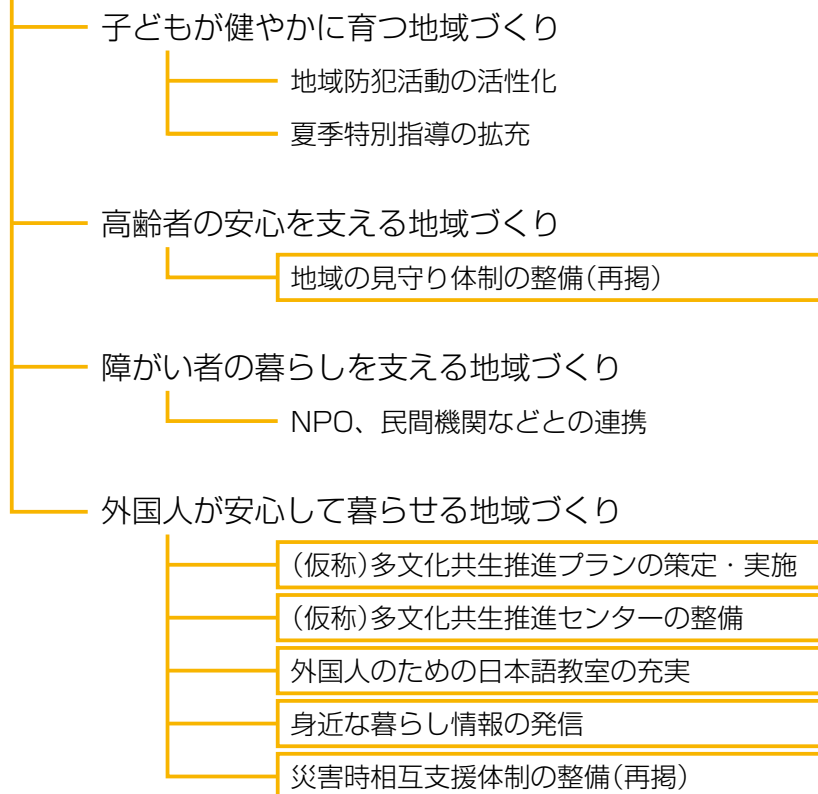 子どもが健やかに育つ地域づくり
地域防犯活動の活性化
夏季特別指導の拡充
高齢者の安心を支える地域づくり
地域の見守り体制の整備(再掲)
障がい者の暮らしを支える地域づくり
NPO、民間機関などとの連携
外国人が安心して暮らせる地域づくり
(仮称)多文化共生推進プランの策定・実施
(仮称)多文化共生推進センターの整備
外国人のための日本語教室の充実
身近な暮らし情報の発信
災害時相互支援体制の整備(再掲)